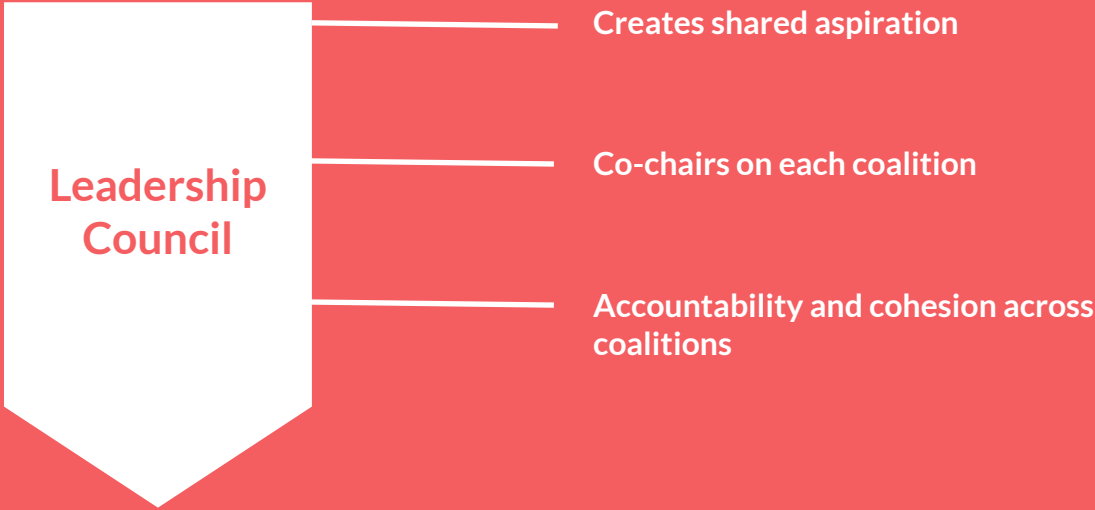 Leadership
Council
Creates shared aspiration
Co-chairs on each coalition
Accountability and cohesion across
coalitions